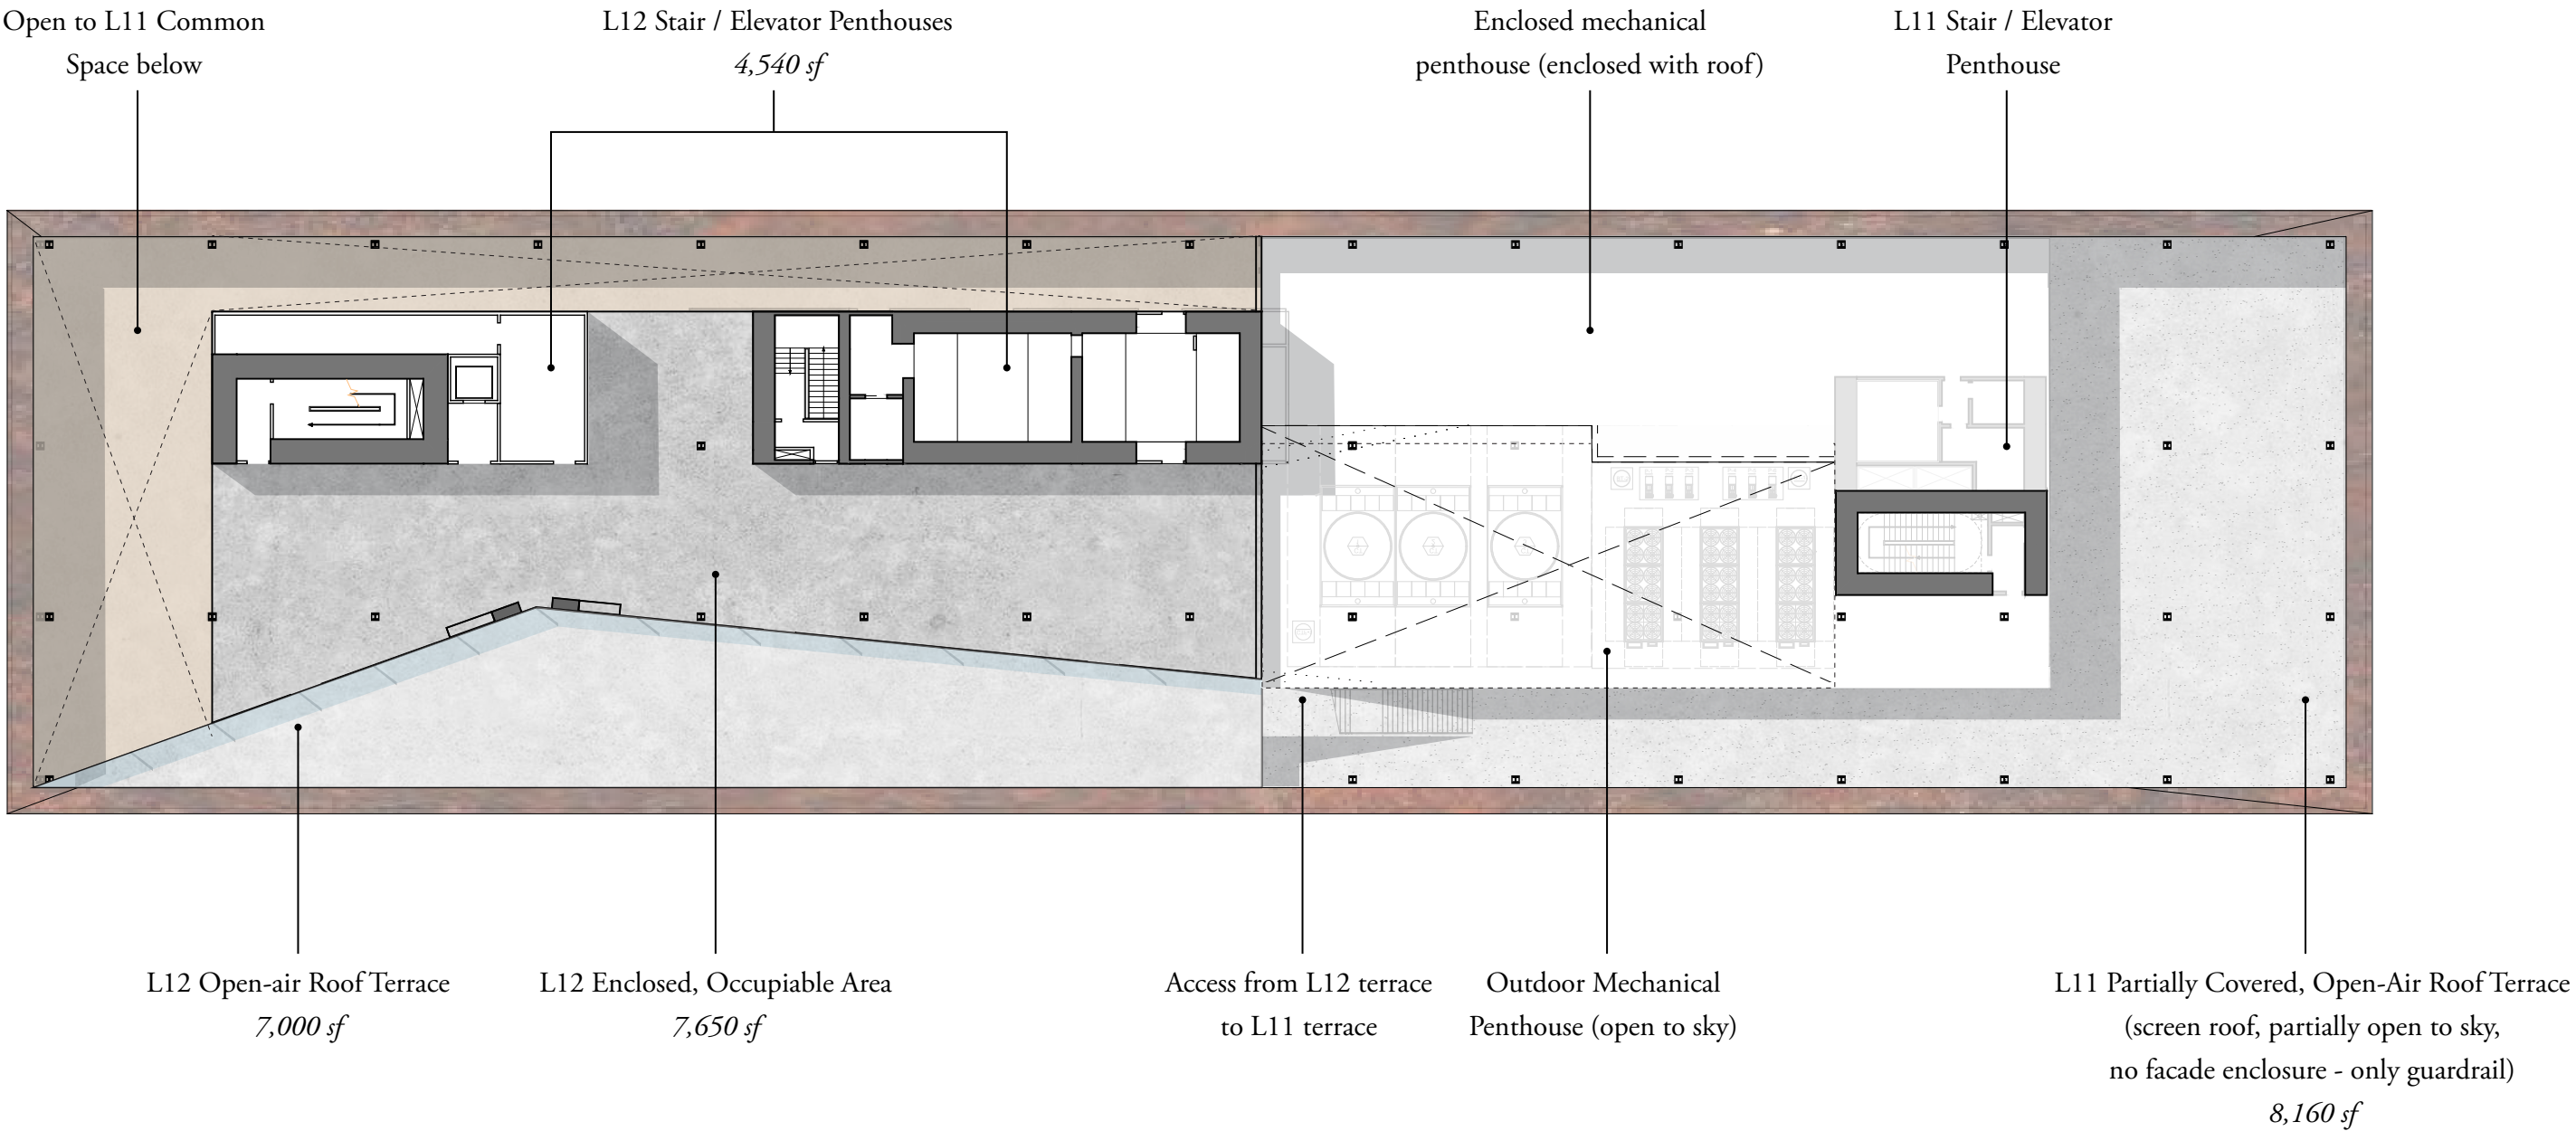 Open to L11 Common
Space below
L12 Stair / Elevator Penthouses
4,540 sf
Enclosed mechanical
penthouse (enclosed with roof)
L11 Stair / Elevator
Penthouse
L12 Open-air Roof Terrace
7,000 sf
L12 Enclosed, Occupiable Area
7,650 sf
Access from L12 terrace
to L11 terrace
Outdoor Mechanical
Penthouse (open to sky)
L11 Partially Covered, Open-Air Roof Terrace
(screen roof, partially open to sky,
no facade enclosure - only guardrail)
8,160 sf